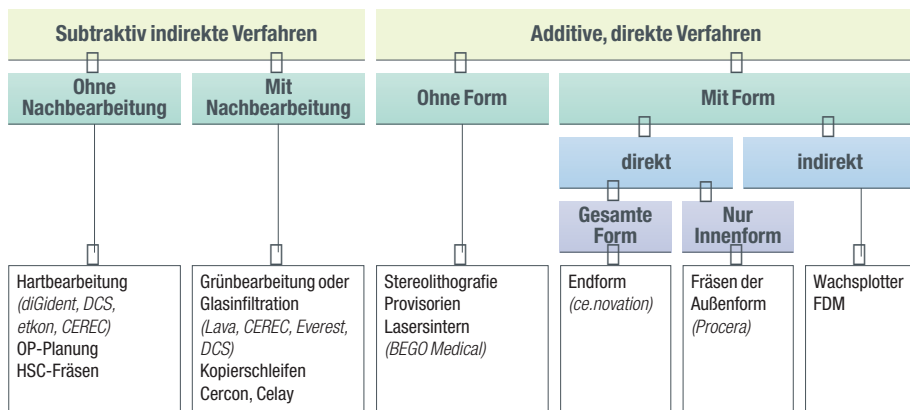 Subtraktiv indirekte Verfahren
Additive, direkte Verfahren
Ohne
Nachbearbeitung
Mit
Nachbearbeitung
Ohne Form
Mit Form
direkt
indirekt
Gesamte
Form
Nur
Innenform
Hartbearbeitung
(diGident, DCS,
etkon, CEREC)
OP-Planung
HSC-Fräsen
Grünbearbeitung oder
Glasinfiltration
(Lava, CEREC, Everest,
DCS)
Kopierschleifen
Cercon, Celay
Stereolithografie
Provisorien
Lasersintern
(BEGO Medical)
Endform
(ce.novation)
Fräsen der
Außenform
(Procera)
Wachsplotter
FDM